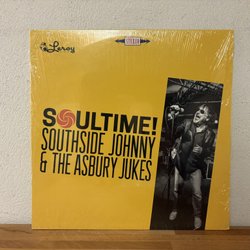 Leroy
STEREO
SOULTIME!
SOUTHSIDE JOHNNY
& THE ASBURY JUKES